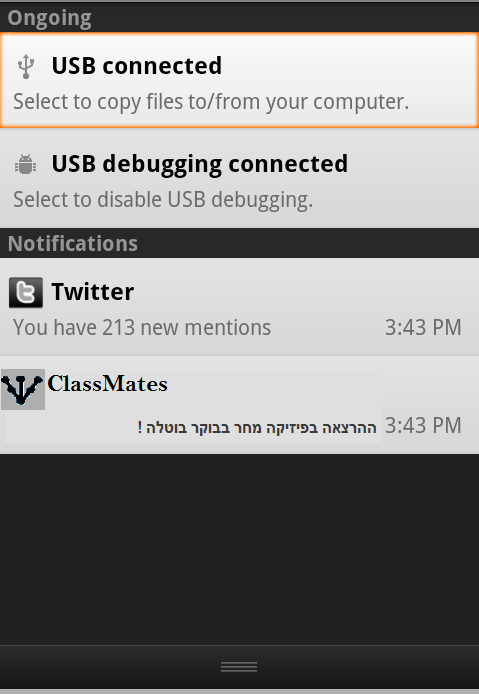 Ongoing
USB connected
Select to copy files to/from your computer.
USB debugging connected
Select to disable USB debugging.
Notifications
Twitter
You have 213 new mentions 3:43 PM
ClassMates
ההרצאה בפיזיקה מחר בבוקר בוטלה ! 3:43 PM